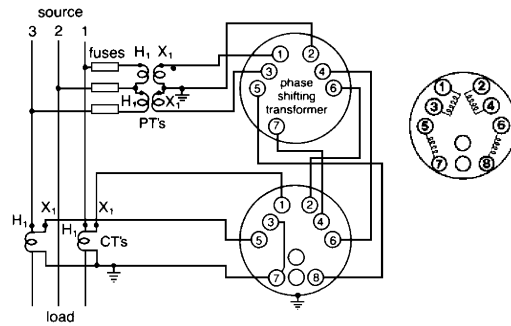 source
3 2 1
fuses H₁ X₁
H₁ X₁
PT's
1 2
3 4
5 6
7
phase
shifting
transformer
1 2
3 4
5 6
7 8
H₁ X₁ H₁ X₁
CT's
1 2
3 4
5 6
7 8
load